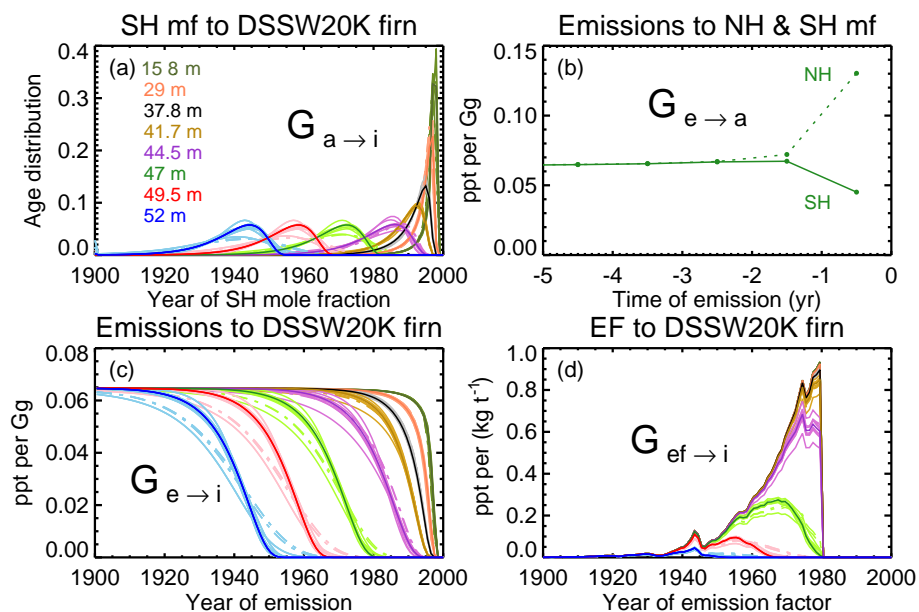 SH mf to DSSW20K firn
(a)
15 8 m
29 m
37.8 m
41.7 m
44.5 m
47 m
49.5 m
52 m
G a → i
Age distribution
0.4
0.3
0.2
0.1
0.0
1900 1920 1940 1960 1980 2000
Year of SH mole fraction
Emissions to NH & SH mf
(b)
NH
SH
G e → a
ppt per Gg
0.15
0.10
0.05
0.00
-5 -4 -3 -2 -1 0
Time of emission (yr)
Emissions to DSSW20K firn
(c)
G e → i
ppt per Gg
0.08
0.06
0.04
0.02
0.00
1900 1920 1940 1960 1980 2000
Year of emission
EF to DSSW20K firn
(d)
G ef → i
ppt per (kg t⁻¹)
1.0
0.8
0.6
0.4
0.2
0.0
1900 1920 1940 1960 1980 2000
Year of emission factor